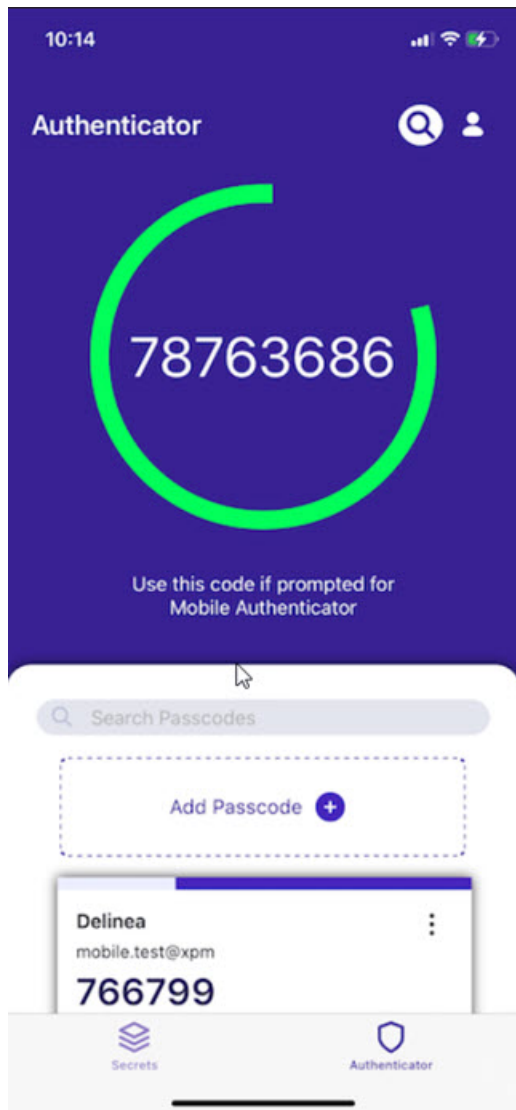 10:14
Authenticator
78763686
Use this code if prompted for
Mobile Authenticator
Search Passcodes
Add Passcode
Delinea
mobile.test@xpm
766799
Secrets
Authenticator